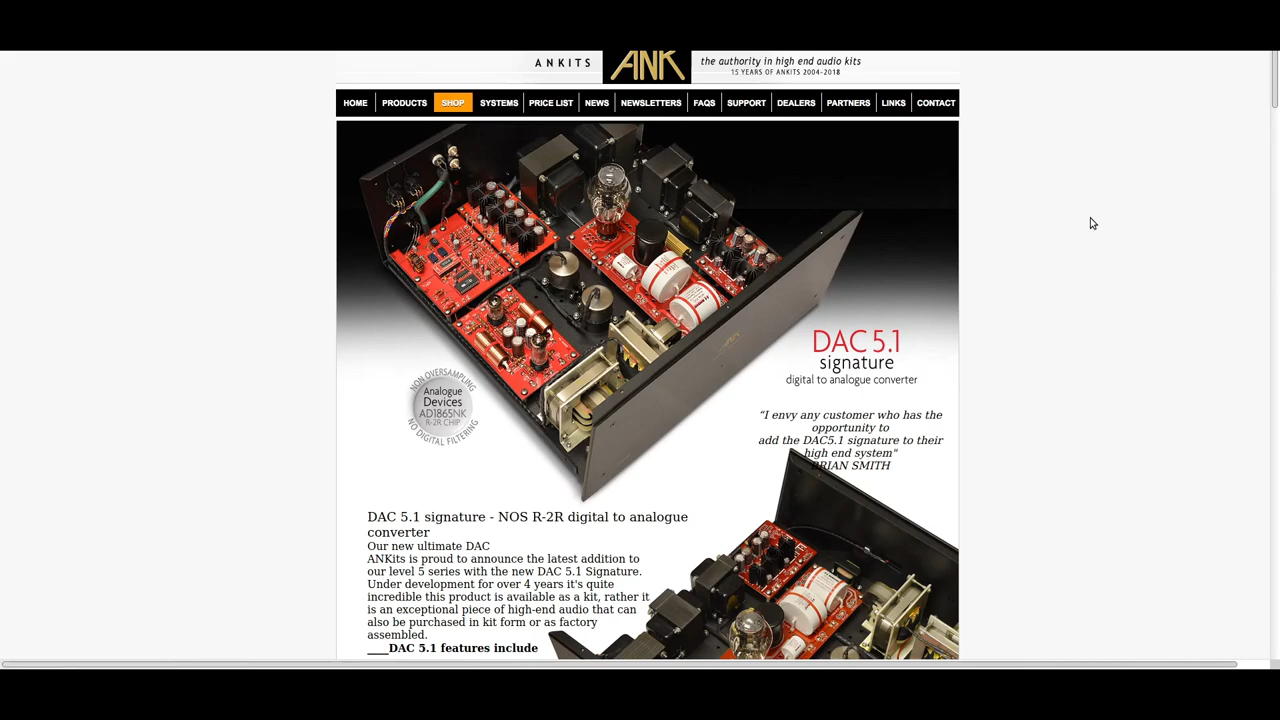 ANKITS
ANK
the authority in high end audio kits
15 YEARS OF ANKITS 2004-2018
HOME PRODUCTS SHOP SYSTEMS PRICE LIST NEWS NEWSLETTERS FAQS SUPPORT DEALERS PARTNERS LINKS CONTACT
DAC 5.1
signature
digital to analogue converter
NON OVERSAMPLING
Analogue
Devices
AD1865NK
R-2R CHIP
NO DIGITAL FILTERING
“I envy any customer who has the
opportunity to
add the DAC5.1 signature to their
high end system"
BRIAN SMITH
DAC 5.1 signature - NOS R-2R digital to analogue
converter
Our new ultimate DAC
ANKits is proud to announce the latest addition to
our level 5 series with the new DAC 5.1 Signature.
Under development for over 4 years it's quite
incredible this product is available as a kit, rather it
is an exceptional piece of high-end audio that can
also be purchased in kit form or as factory
assembled.
____DAC 5.1 features include